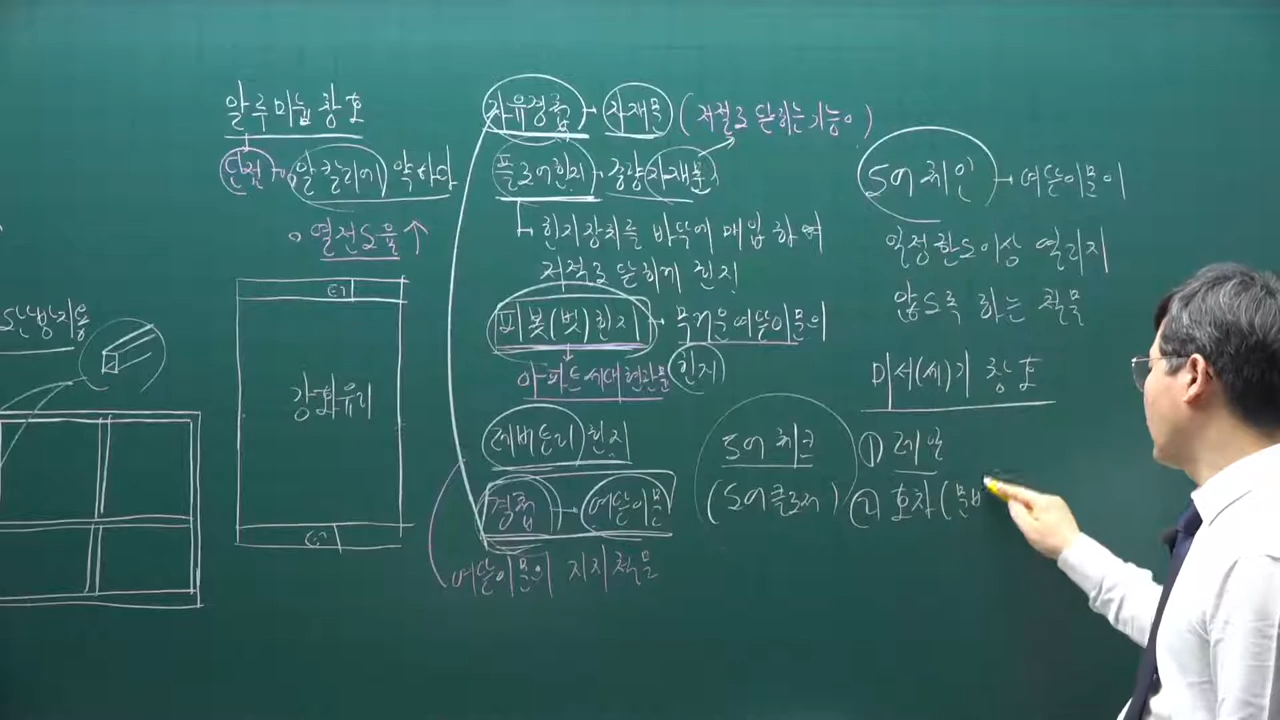 알루미늄 창호
단점 알칼리에 약하다
열전도율 ↑
강화유리
자유경첩 - 자재문 (저절로 닫히는 기능이)
플로어힌지 - 중량 자재문
힌지장치를 바닥에 매입하여
저절로 닫히게 힌지
피봇(벗)힌지 - 무거운 여닫이문의
힌지
아파트 세대 현관문
레버토리 힌지
경첩 - 여닫이문
여닫이문의 지지철물
도어체크
(도어클로저)
도어체인 - 여닫이문이
일정한도이상 열리지
않도록 하는 철물
미서(세)기 창호
① 레일
② 호차(문바